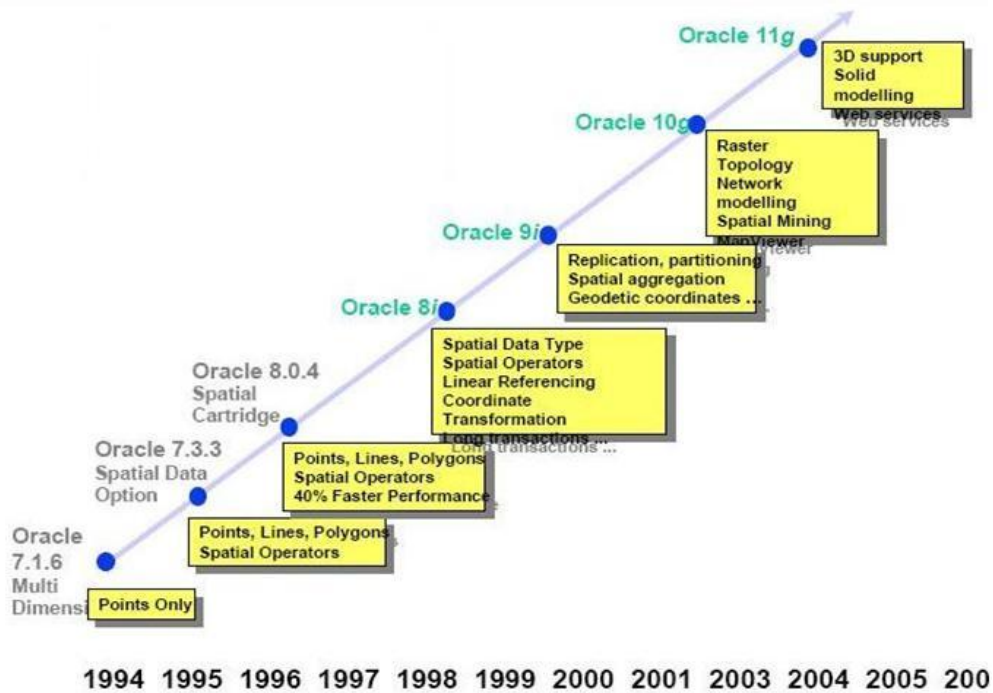 Oracle 11g
3D support
Solid
modelling
Web services
Oracle 10g
Raster
Topology
Network
modelling
Spatial Mining
MapViewer
Oracle 9i
Replication, partitioning
Spatial aggregation
Geodetic coordinates ...
Oracle 8i
Spatial Data Type
Spatial Operators
Linear Referencing
Coordinate
Transformation
Long transactions ...
Oracle 8.0.4
Spatial
Cartridge
Points, Lines, Polygons
Spatial Operators
40% Faster Performance
Oracle 7.3.3
Spatial Data
Option
Points, Lines, Polygons
Spatial Operators
Oracle
7.1.6
Multi
Dimensi
Points Only
1994 1995 1996 1997 1998 1999 2000 2001 2003 2004 2005 200